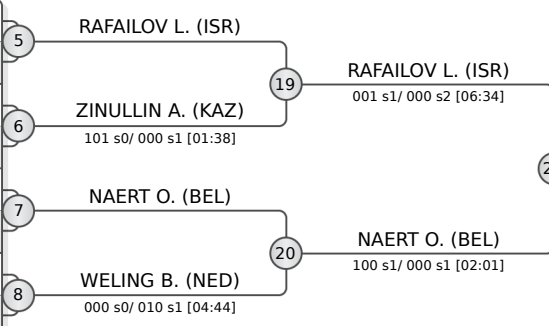 5
RAFAILOV L. (ISR)
19
RAFAILOV L. (ISR)
001 s1/ 000 s2 [06:34]
6
ZINULLIN A. (KAZ)
101 s0/ 000 s1 [01:38]
7
NAERT O. (BEL)
20
NAERT O. (BEL)
100 s1/ 000 s1 [02:01]
8
WELING B. (NED)
000 s0/ 010 s1 [04:44]